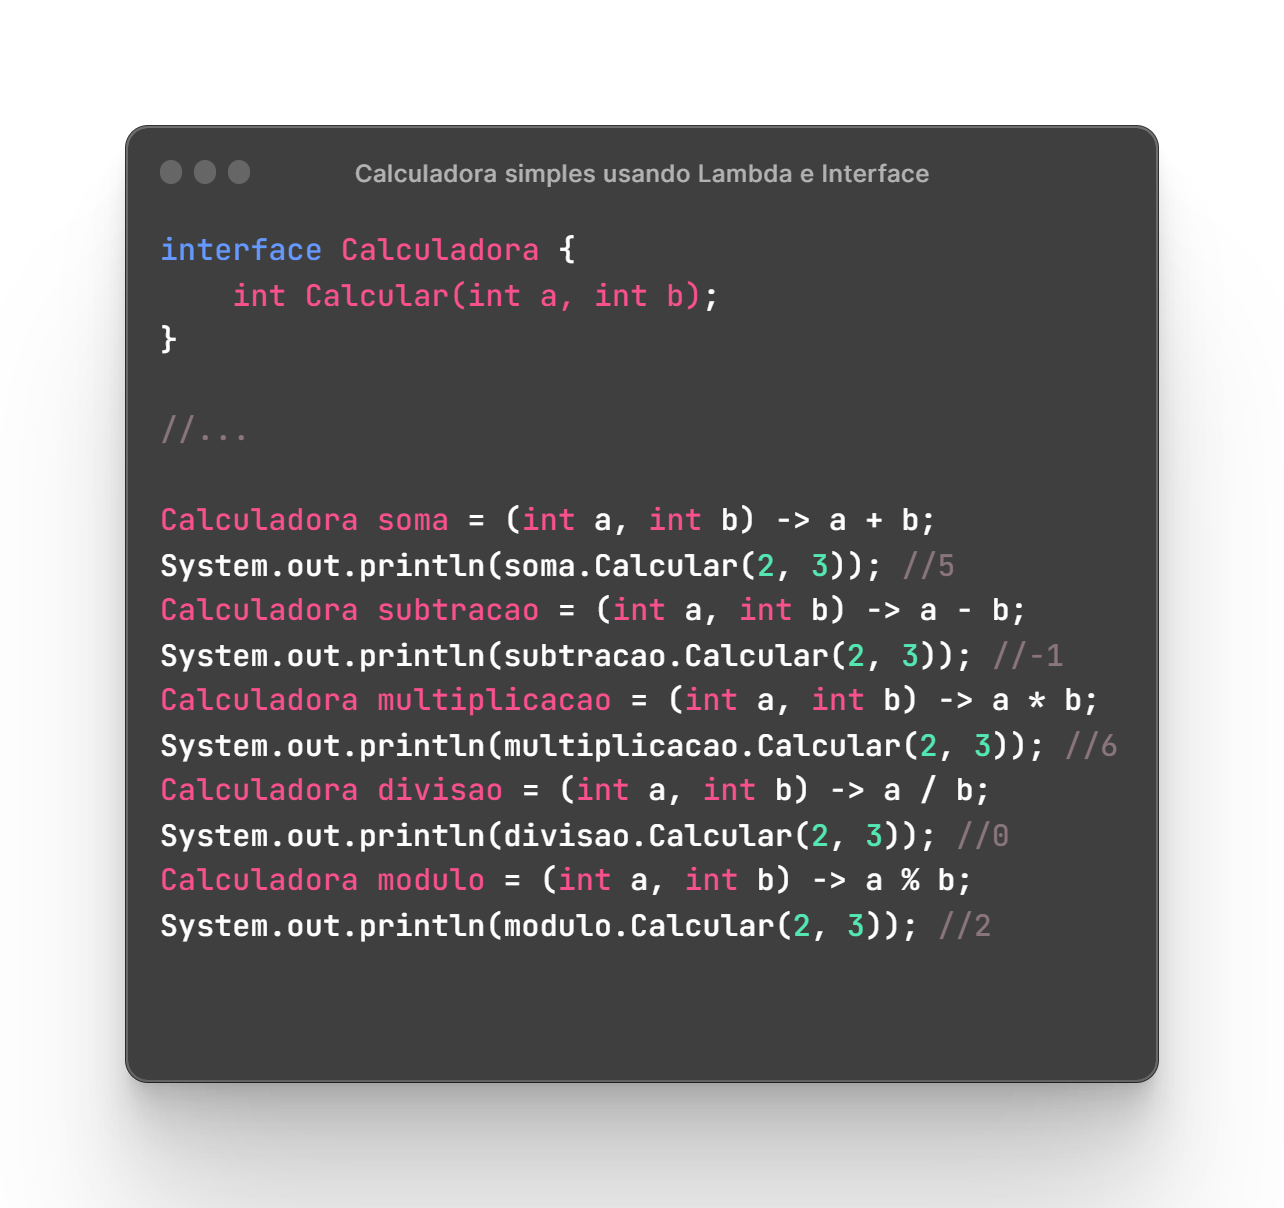 Calculadora simples usando Lambda e Interface
interface Calculadora {
    int Calcular(int a, int b);
}
//...
Calculadora soma = (int a, int b) -> a + b;
System.out.println(soma.Calcular(2, 3)); //5
Calculadora subtracao = (int a, int b) -> a - b;
System.out.println(subtracao.Calcular(2, 3)); //-1
Calculadora multiplicacao = (int a, int b) -> a * b;
System.out.println(multiplicacao.Calcular(2, 3)); //6
Calculadora divisao = (int a, int b) -> a / b;
System.out.println(divisao.Calcular(2, 3)); //0
Calculadora modulo = (int a, int b) -> a % b;
System.out.println(modulo.Calcular(2, 3)); //2